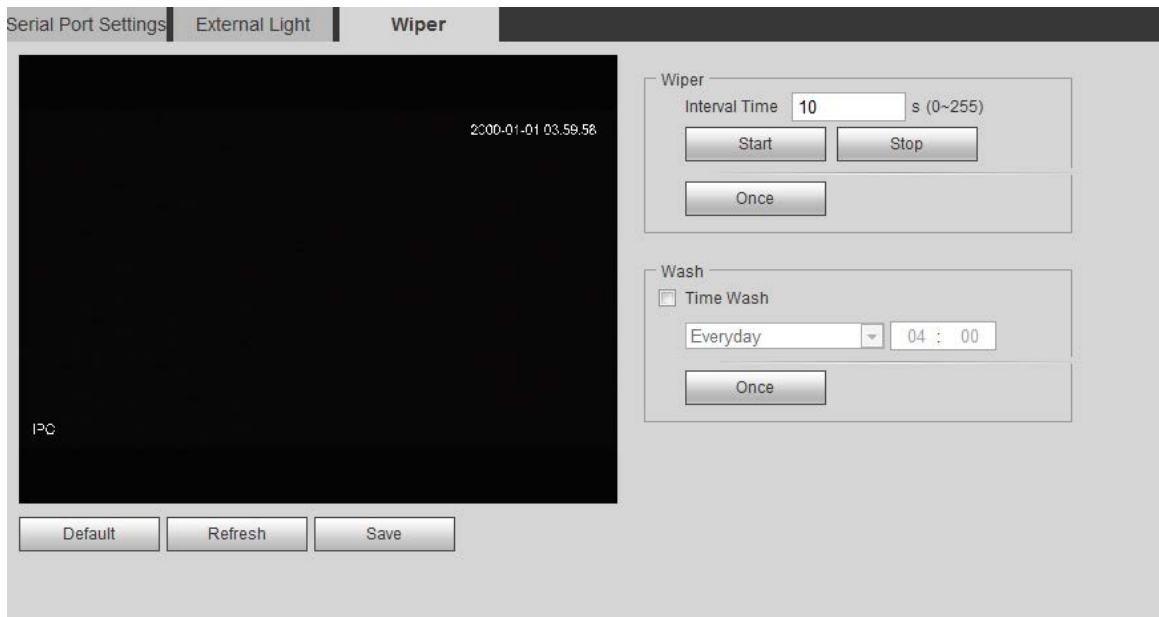 Serial Port Settings External Light Wiper
2000-01-01 03:59:58
IPC
Default Refresh Save
Wiper
Interval Time 10 s (0~255)
Start Stop
Once
Wash
Time Wash
Everyday 04 : 00
Once